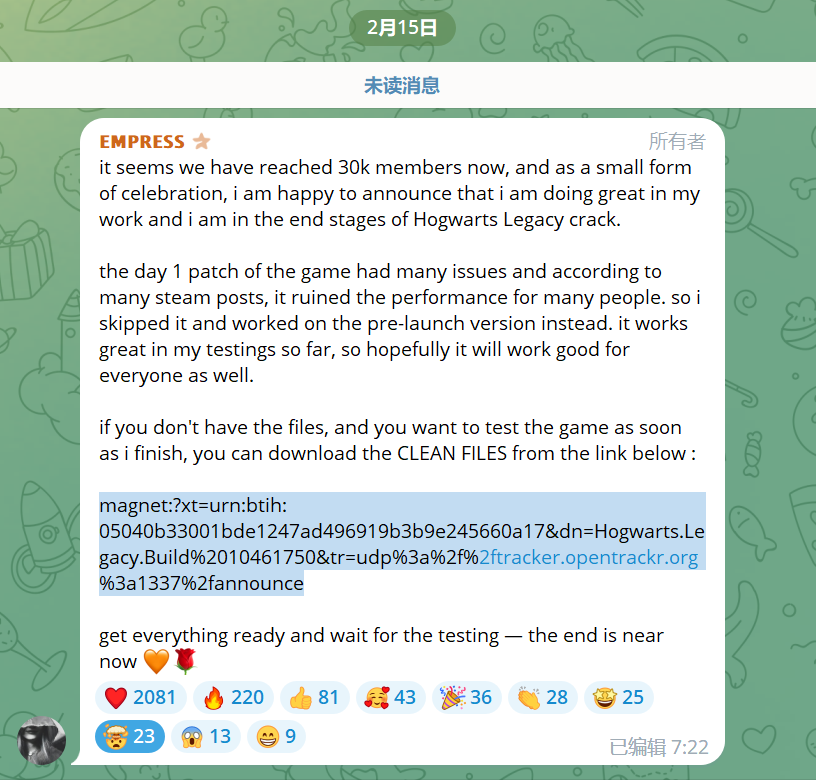 2月15日
未读消息
EMPRESS
所有者
it seems we have reached 30k members now, and as a small form
of celebration, i am happy to announce that i am doing great in my
work and i am in the end stages of Hogwarts Legacy crack.
the day 1 patch of the game had many issues and according to
many steam posts, it ruined the performance for many people. so i
skipped it and worked on the pre-launch version instead. it works
great in my testings so far, so hopefully it will work good for
everyone as well.
if you don't have the files, and you want to test the game as soon
as i finish, you can download the CLEAN FILES from the link below :
magnet:?xt=urn:btih:
05040b33001bde1247ad496919b3b9e245660a17&dn=Hogwarts.Le
gacy.Build%2010461750&tr=udp%3a%2f%2ftracker.opentrackr.org
%3a1337%2fannounce
get everything ready and wait for the testing — the end is near
now 🧡🌹
❤️ 2081 🔥 220 👍 81 🥰 43 🎉 36 👏 28 🤩 25
🤯 23 😱 13 😁 9
已编辑 7:22